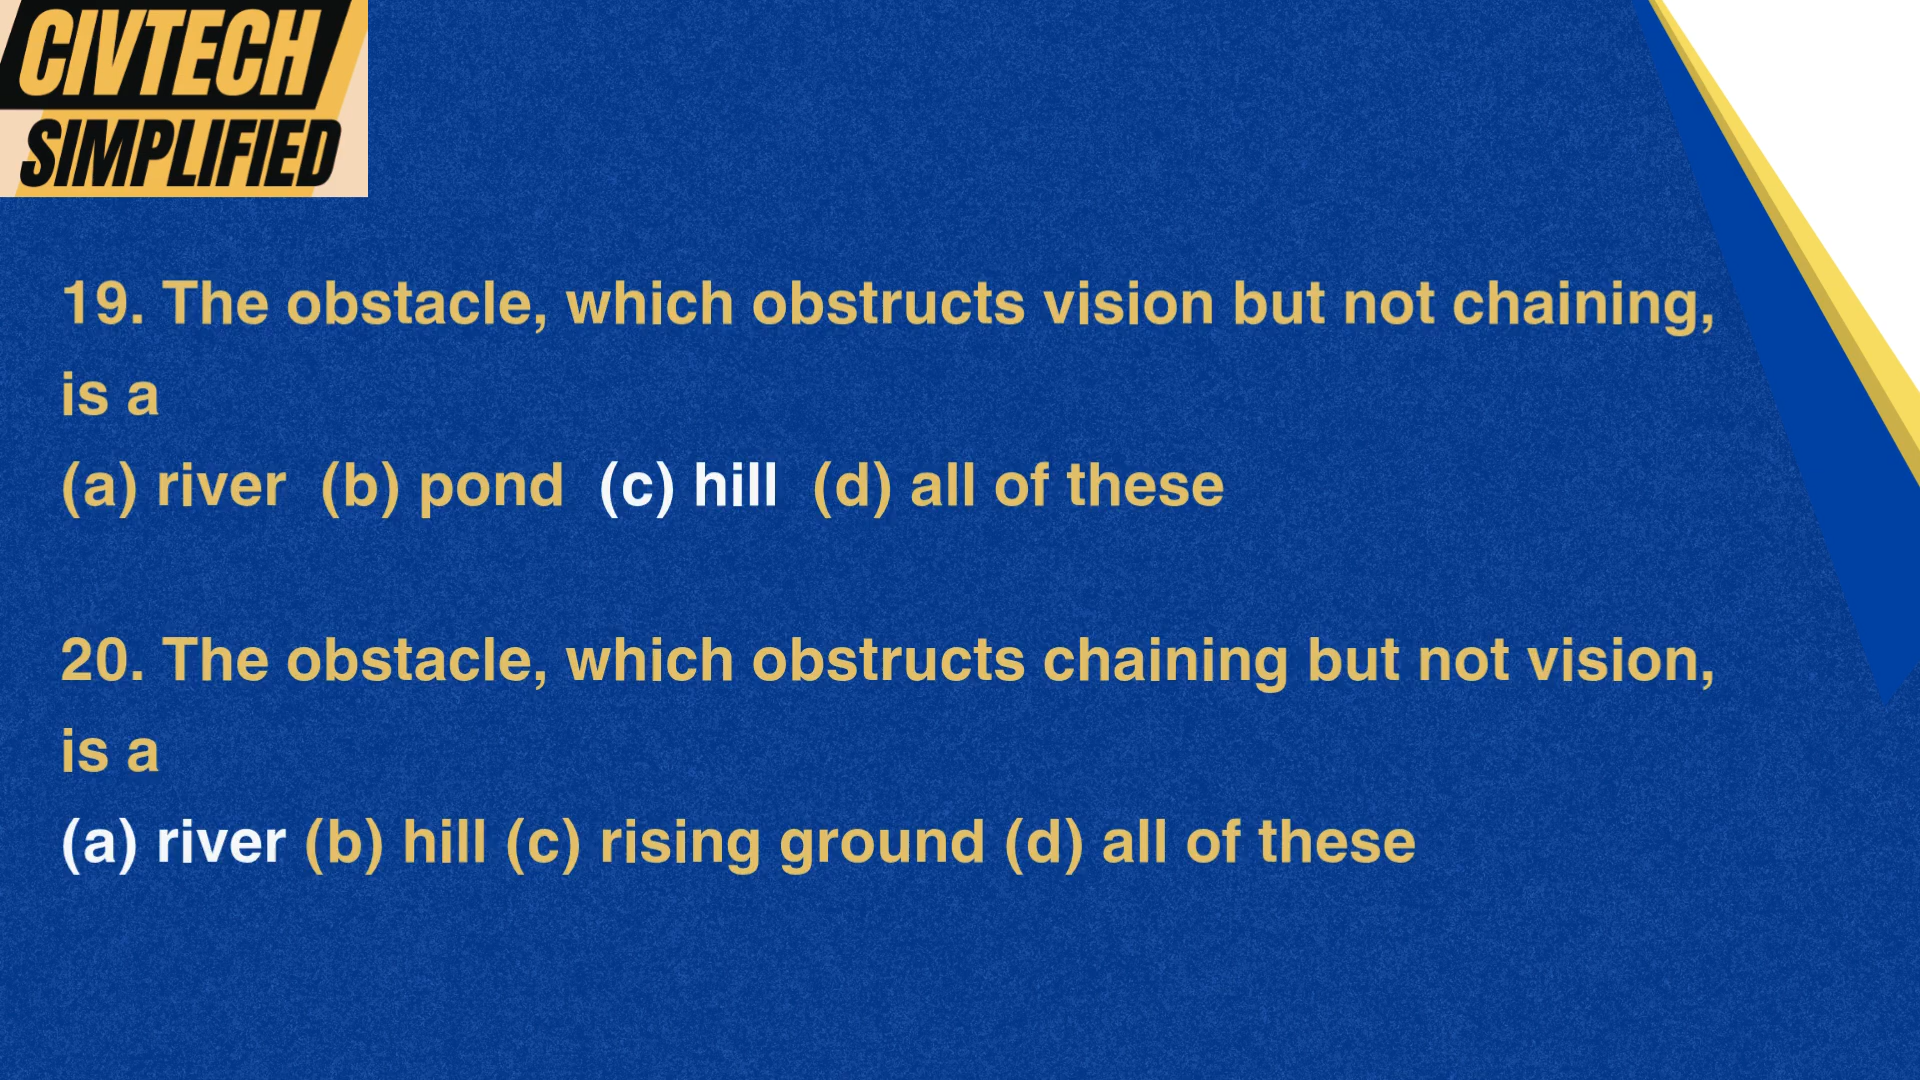 CIVTECH
SIMPLIFIED
19. The obstacle, which obstructs vision but not chaining,
is a
(a) river (b) pond (c) hill (d) all of these
20. The obstacle, which obstructs chaining but not vision,
is a
(a) river (b) hill (c) rising ground (d) all of these